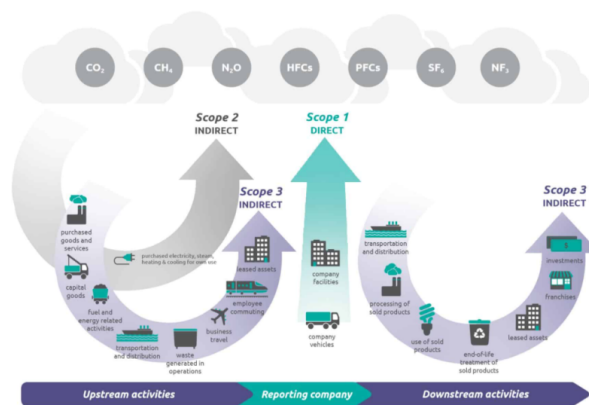 CO₂
CH₄
N₂O
HFCs
PFCs
SF₆
NF₃
Scope 2
INDIRECT
Scope 1
DIRECT
Scope 3
INDIRECT
Scope 3
INDIRECT
purchased
goods and
services
capital
goods
fuel and
energy related
activities
transportation
and distribution
waste
generated in
operations
business
travel
employee
commuting
leased assets
purchased electricity, steam,
heating & cooling for own use
company
facilities
company
vehicles
transportation
and distribution
processing of
sold products
use of sold
products
end-of-life
treatment of
sold products
leased assets
franchises
investments
$
Upstream activities
Reporting company
Downstream activities